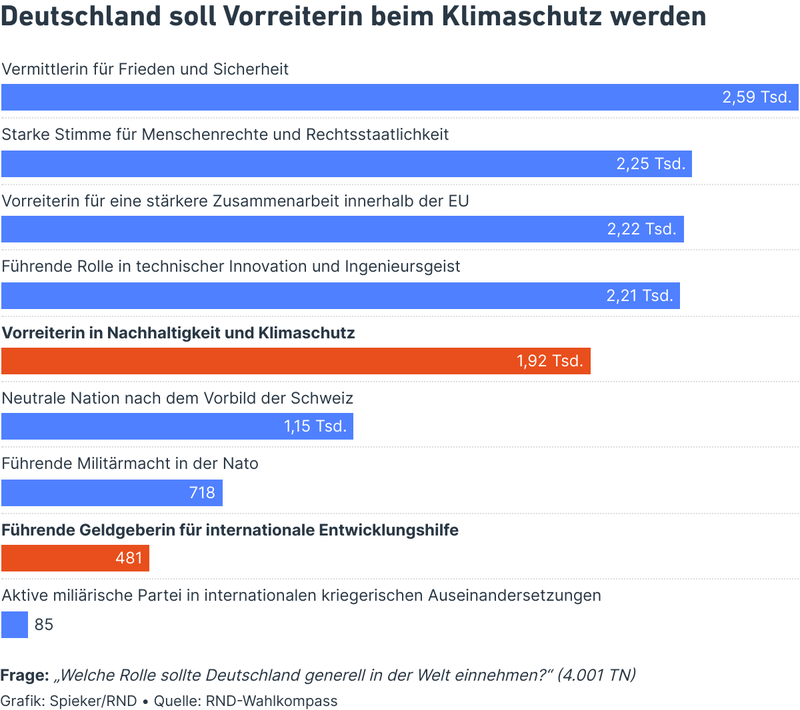 Deutschland soll Vorreiterin beim Klimaschutz werden
Vermittlerin für Frieden und Sicherheit
2,59 Tsd.
Starke Stimme für Menschenrechte und Rechtsstaatlichkeit
2,25 Tsd.
Vorreiterin für eine stärkere Zusammenarbeit innerhalb der EU
2,22 Tsd.
Führende Rolle in technischer Innovation und Ingenieursgeist
2,21 Tsd.
Vorreiterin in Nachhaltigkeit und Klimaschutz
1,92 Tsd.
Neutrale Nation nach dem Vorbild der Schweiz
1,15 Tsd.
Führende Militärmacht in der Nato
718
Führende Geldgeberin für internationale Entwicklungshilfe
481
Aktive miliärische Partei in internationalen kriegerischen Auseinandersetzungen
85
Frage: „Welche Rolle sollte Deutschland generell in der Welt einnehmen?“ (4.001 TN)
Grafik: Spieker/RND • Quelle: RND-Wahlkompass